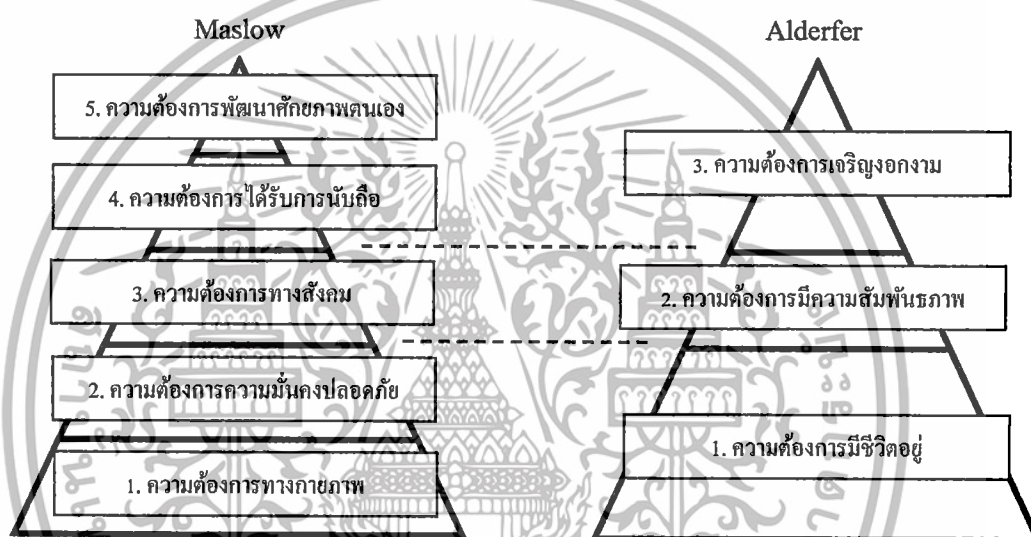 Maslow
5. ความต้องการพัฒนาศักยภาพตนเอง
4. ความต้องการได้รับการนับถือ
3. ความต้องการทางสังคม
2. ความต้องการความมั่นคงปลอดภัย
1. ความต้องการทางกายภาพ
Alderfer
3. ความต้องการเจริญงอกงาม
2. ความต้องการมีความสัมพันธภาพ
1. ความต้องการมีชีวิตอยู่